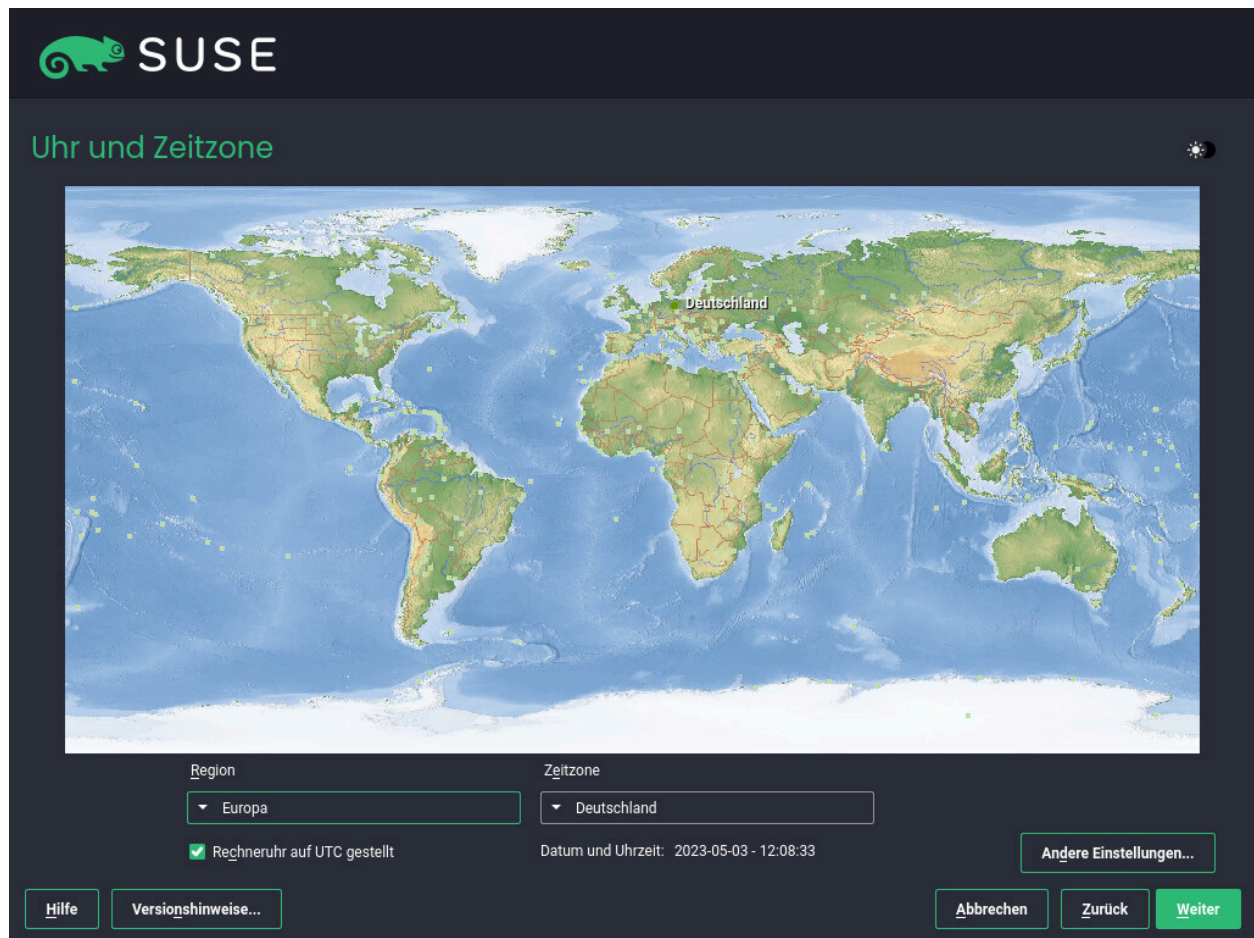 SUSE
Uhr und Zeitzone
Deutschland
Region
Zeitzone
Europa
Deutschland
Rechneruhr auf UTC gestellt
Datum und Uhrzeit: 2023-05-03 - 12:08:33
Andere Einstellungen...
Hilfe
Versionshinweise...
Abbrechen
Zurück
Weiter